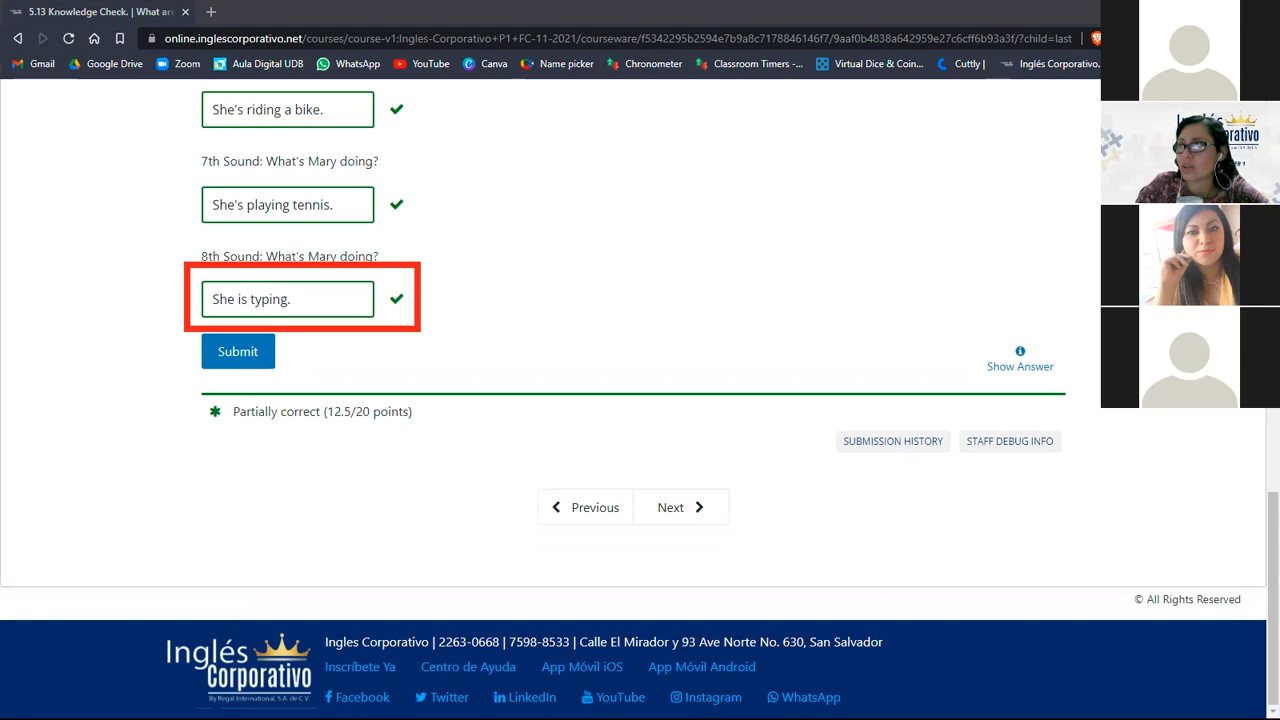 5.13 Knowledge Check. | What are
online.inglescorporativo.net/courses/course-v1:Ingles-Corporativo+P1+FC-11-2021/courseware/f5342295b2594e7b9a8c7178846146f7/9aaf0b4838a642959e27c6cff6b93a3f/?child=last
Gmail Google Drive Zoom Aula Digital UDB WhatsApp YouTube Canva Name picker Chronometer Classroom Timer -... Virtual Dice & Coin... Cuttly | Inglés Corporativo.
She's riding a bike.
7th Sound: What's Mary doing?
She's playing tennis.
8th Sound: What's Mary doing?
She is typing.
Submit
Show Answer
Partially correct (12.5/20 points)
SUBMISSION HISTORY STAFF DEBUG INFO
Previous Next
© All Rights Reserved
Inglés Corporativo
By Regal International, S.A. de C.V.
Ingles Corporativo | 2263-0668 | 7598-8533 | Calle El Mirador y 93 Ave Norte No. 630, San Salvador
Inscríbete Ya Centro de Ayuda App Móvil iOS App Móvil Android
Facebook Twitter LinkedIn YouTube Instagram WhatsApp